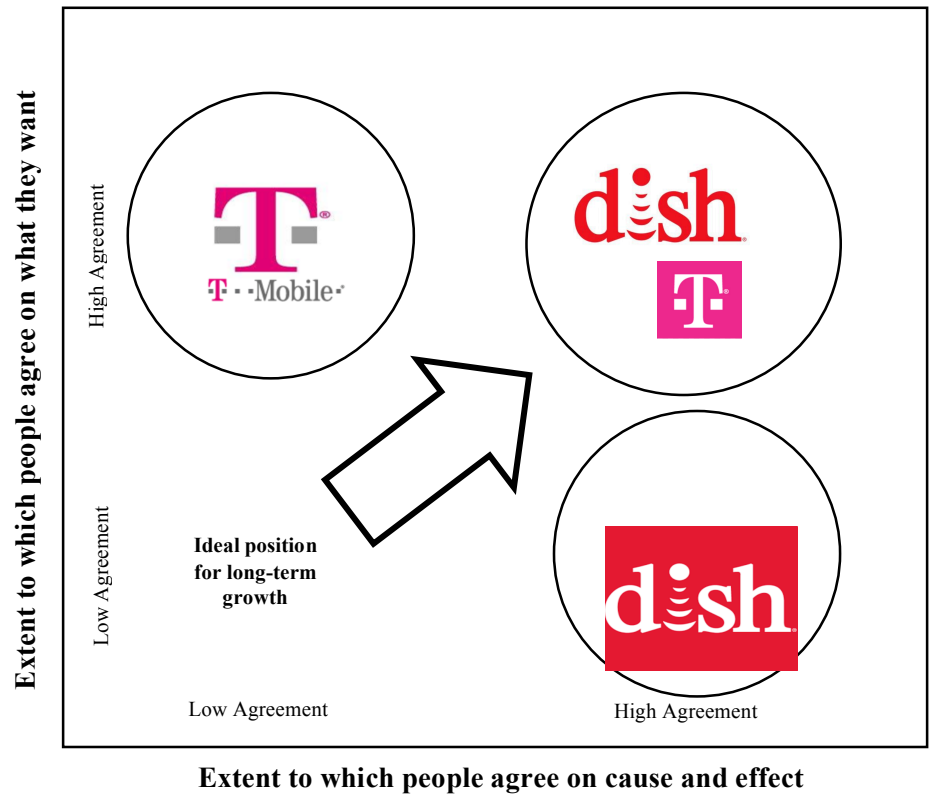 Extent to which people agree on what they want
High Agreement
Low Agreement
T®
T··Mobile·®
dish
T®
Ideal position
for long-term
growth
dish
Low Agreement
High Agreement
Extent to which people agree on cause and effect